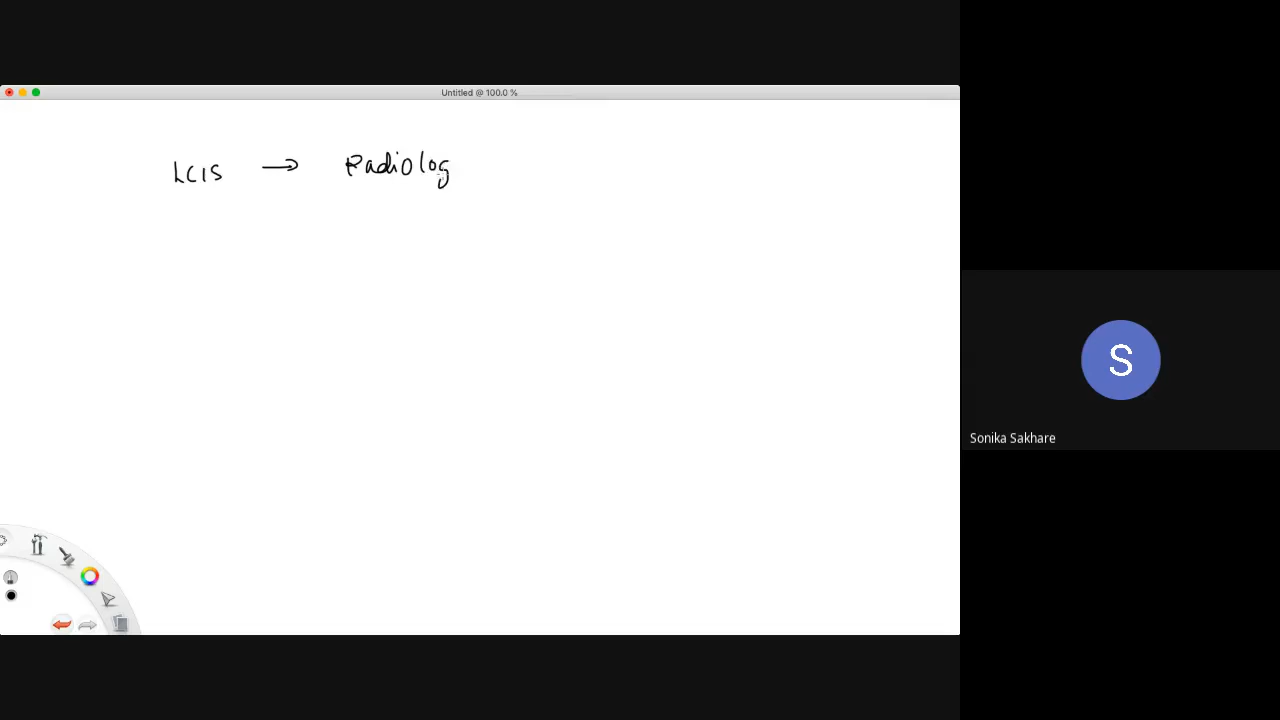 Untitled @ 100.0 %
LCIS → Radiolog
S
Sonika Sakhare